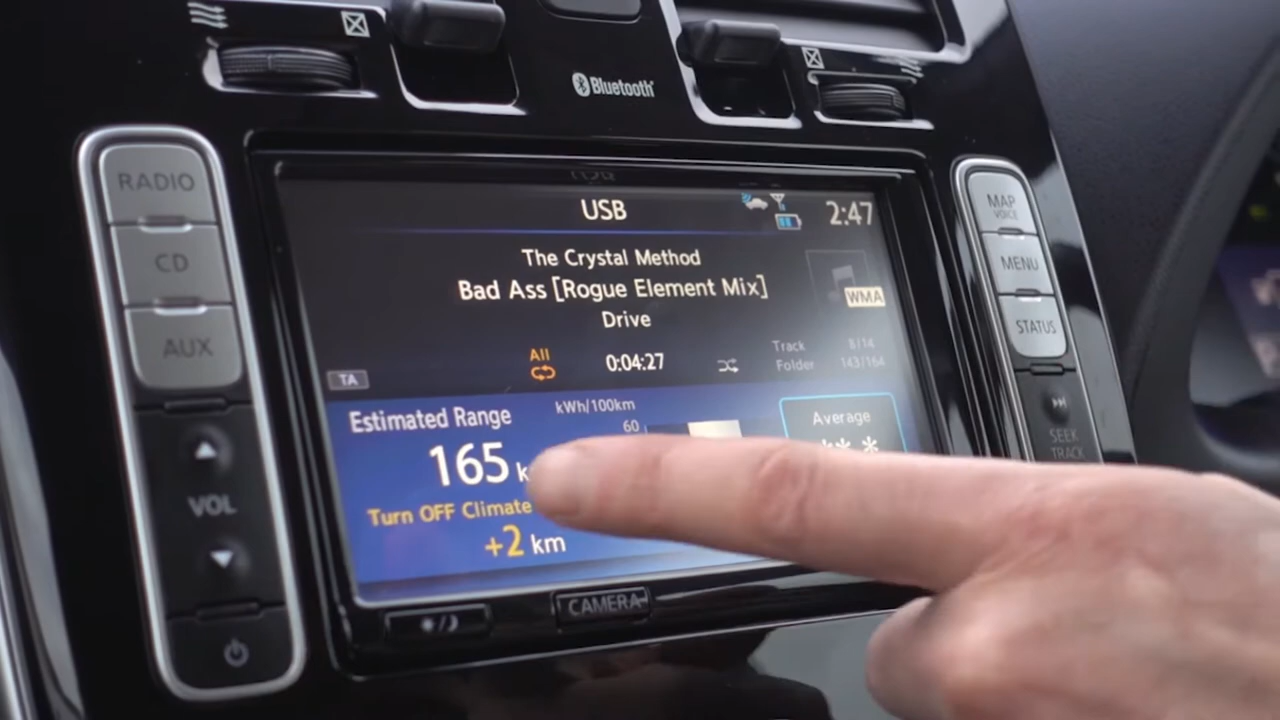 Bluetooth
RADIO
CD
AUX
VOL
USB
2:47
The Crystal Method
Bad Ass [Rogue Element Mix]
Drive
WMA
All
0:04:27
Track 8/14
Folder 143/164
TA
Estimated Range
165
Turn OFF Climate
+2 km
kWh/100km
60
Average
CAMERA
MAP
VOICE
MENU
STATUS
SEEK
TRACK